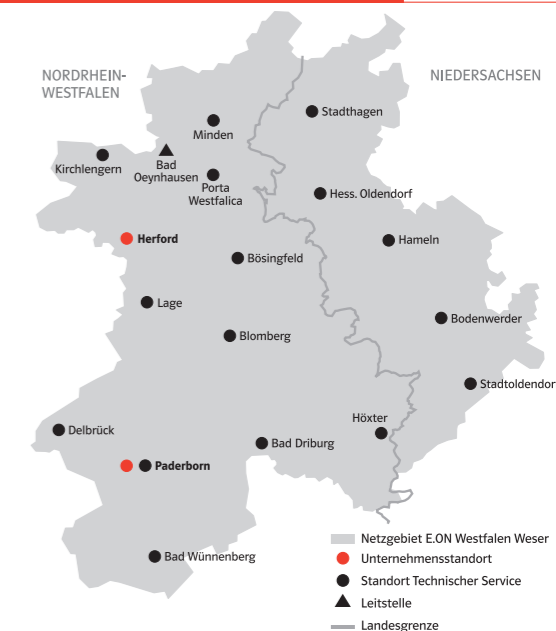 NORDRHEIN-
WESTFALEN
NIEDERSACHSEN
Stadthagen
Minden
Kirchlengern
Bad
Oeynhausen
Porta
Westfalica
Hess. Oldendorf
Herford
Hameln
Bösingfeld
Lage
Bodenwerder
Blomberg
Stadtoldendor
Höxter
Delbrück
Bad Driburg
Paderborn
Bad Wünnenberg
Netzgebiet E.ON Westfalen Weser
Unternehmensstandort
Standort Technischer Service
Leitstelle
Landesgrenze